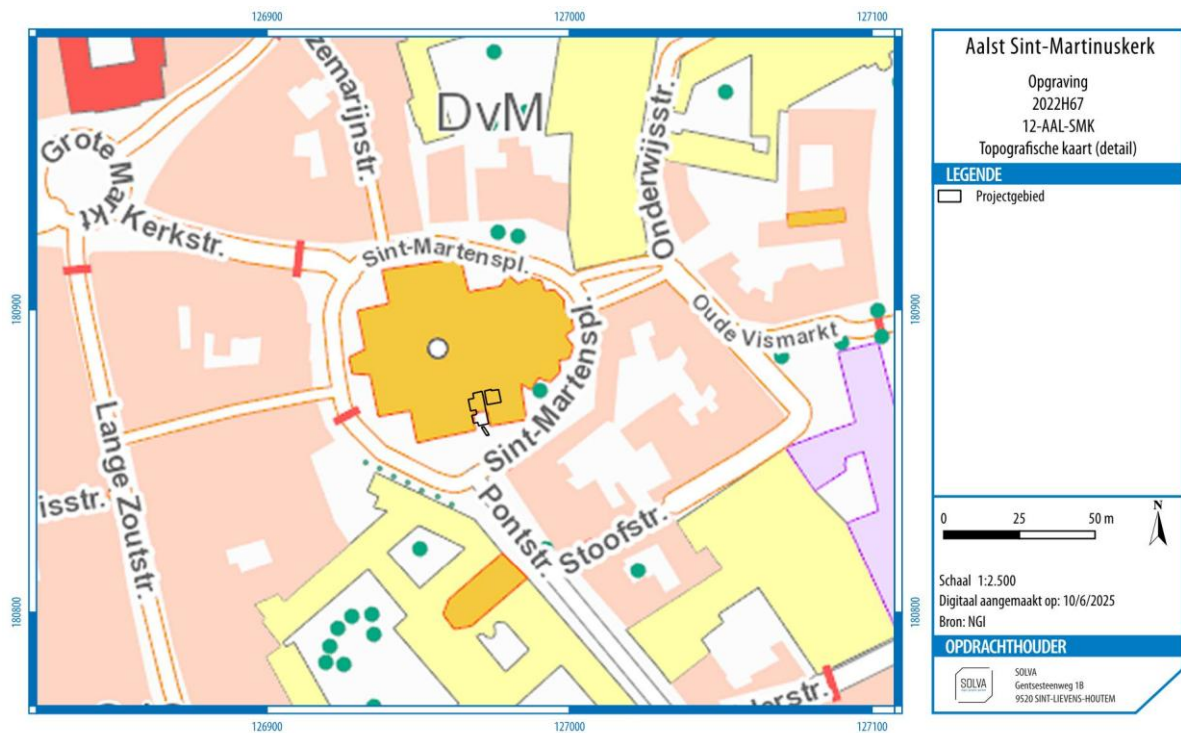 126900
127000
127100
180900
180800
180900
180800
126900
127000
127100
zemarijnstr.
DvM
Ouperwijsstr.
Grote Markt
Kerkstr.
Sint-Martenspl.
Sint-Martenspl.
Oude Vismarkt
Lange Zoutstr.
isstr.
Pontstr.
Stoofstr.
derstr.
Aalst Sint-Martinuskerk
Opgraving
2022H67
12-AAL-SMK
Topografische kaart (detail)
LEGENDE
Projectgebied
0 25 50 m
N
Schaal 1:2.500
Digitaal aangemaakt op: 10/6/2025
Bron: NGI
OPDRACHTHOUDER
SOLVA
SOLVA
Gentsesteenweg 1B
9520 SINT-LIEVENS-HOUTEM